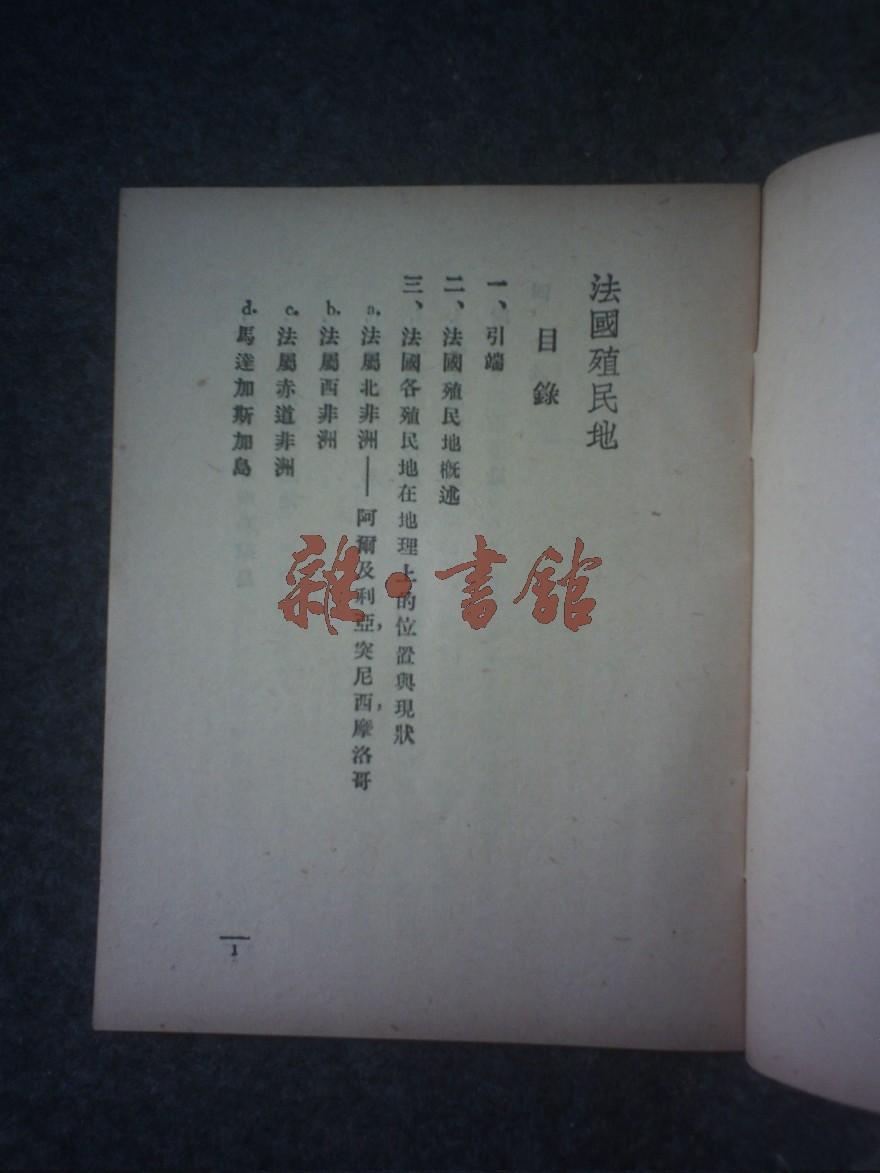 法國殖民地
目錄
一、引端
二、法國殖民地概述
三、法國各殖民地在地理上的位置與現狀
a. 法屬北非洲——阿爾及利亞，突尼西，摩洛哥
b. 法屬西非洲
c. 法屬赤道非洲
d. 馬達加斯加島
1
雜·書館